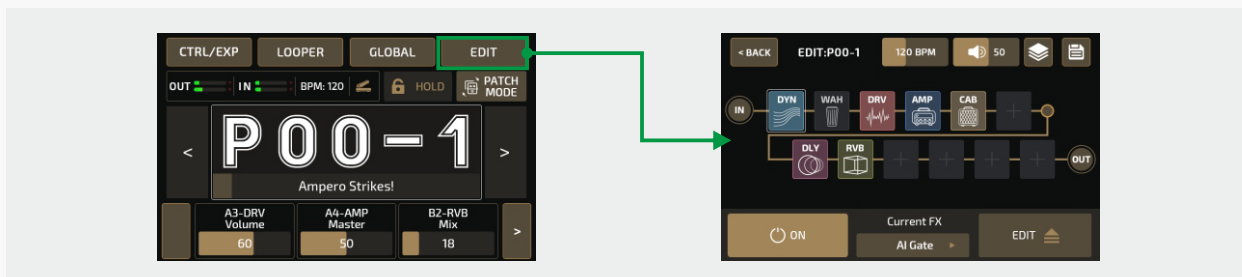 CTRL/EXP LOOPER GLOBAL EDIT
OUT IN BPM: 120 HOLD PATCH MODE
< P00-1 >
Ampero Strikes!
A3-DRV Volume A4-AMP Master B2-RVB Mix >
60 50 18
< BACK EDIT:P00-1 120 BPM 50
IN DYN WAH DRV AMP CAB +
DLY RVB + + + + OUT
ON Current FX EDIT
AI Gate